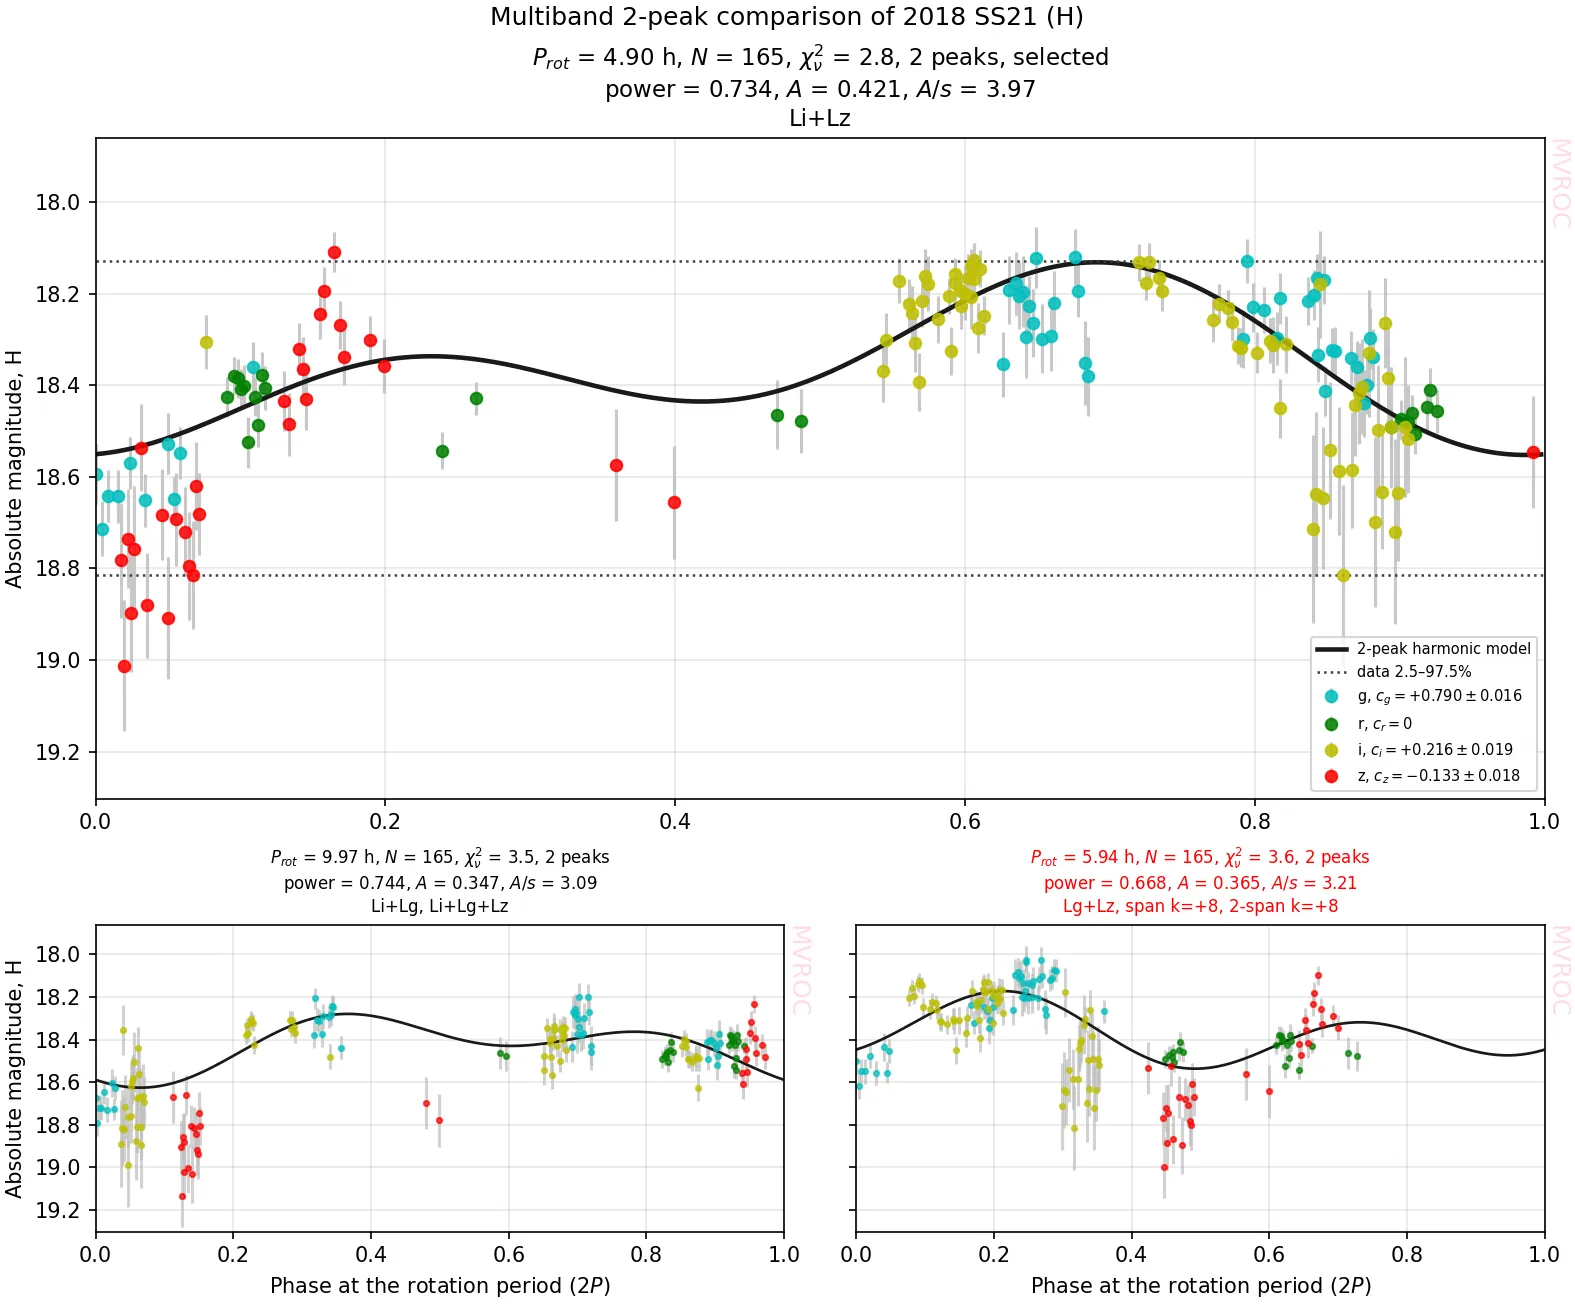 Multiband 2-peak comparison of 2018 SS21 (H)
P_rot = 4.90 h, N = 165, χ²_ν = 2.8, 2 peaks, selected
power = 0.734, A = 0.421, A/s = 3.97
Li+Lz
MVROC
Absolute magnitude, H
18.0
18.2
18.4
18.6
18.8
19.0
19.2
2-peak harmonic model
data 2.5–97.5%
g, c_g = +0.790 ± 0.016
r, c_r = 0
i, c_i = +0.216 ± 0.019
z, c_z = −0.133 ± 0.018
0.0 0.2 0.4 0.6 0.8 1.0
P_rot = 9.97 h, N = 165, χ²_ν = 3.5, 2 peaks
power = 0.744, A = 0.347, A/s = 3.09
Li+Lg, Li+Lg+Lz
MVROC
Absolute magnitude, H
18.0
18.2
18.4
18.6
18.8
19.0
19.2
0.0 0.2 0.4 0.6 0.8 1.0
Phase at the rotation period (2P)
P_rot = 5.94 h, N = 165, χ²_ν = 3.6, 2 peaks
power = 0.668, A = 0.365, A/s = 3.21
Lg+Lz, span k=+8, 2-span k=+8
MVROC
0.0 0.2 0.4 0.6 0.8 1.0
Phase at the rotation period (2P)